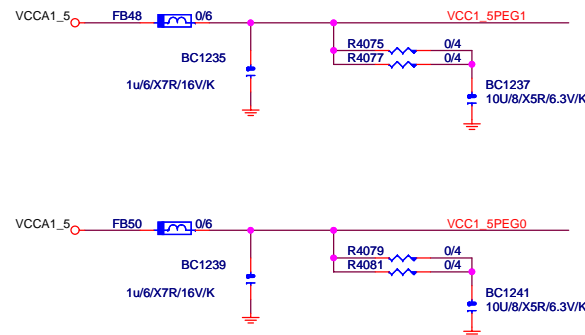 VCCA1_5 FB48 0/6 VCC1_5PEG1
R4075 0/4
BC1235 R4077 0/4
BC1237
1u/6/X7R/16V/K 10U/8/X5R/6.3V/K
VCCA1_5 FB50 0/6 VCC1_5PEG0
R4079 0/4
BC1239 R4081 0/4
BC1241
1u/6/X7R/16V/K 10U/8/X5R/6.3V/K